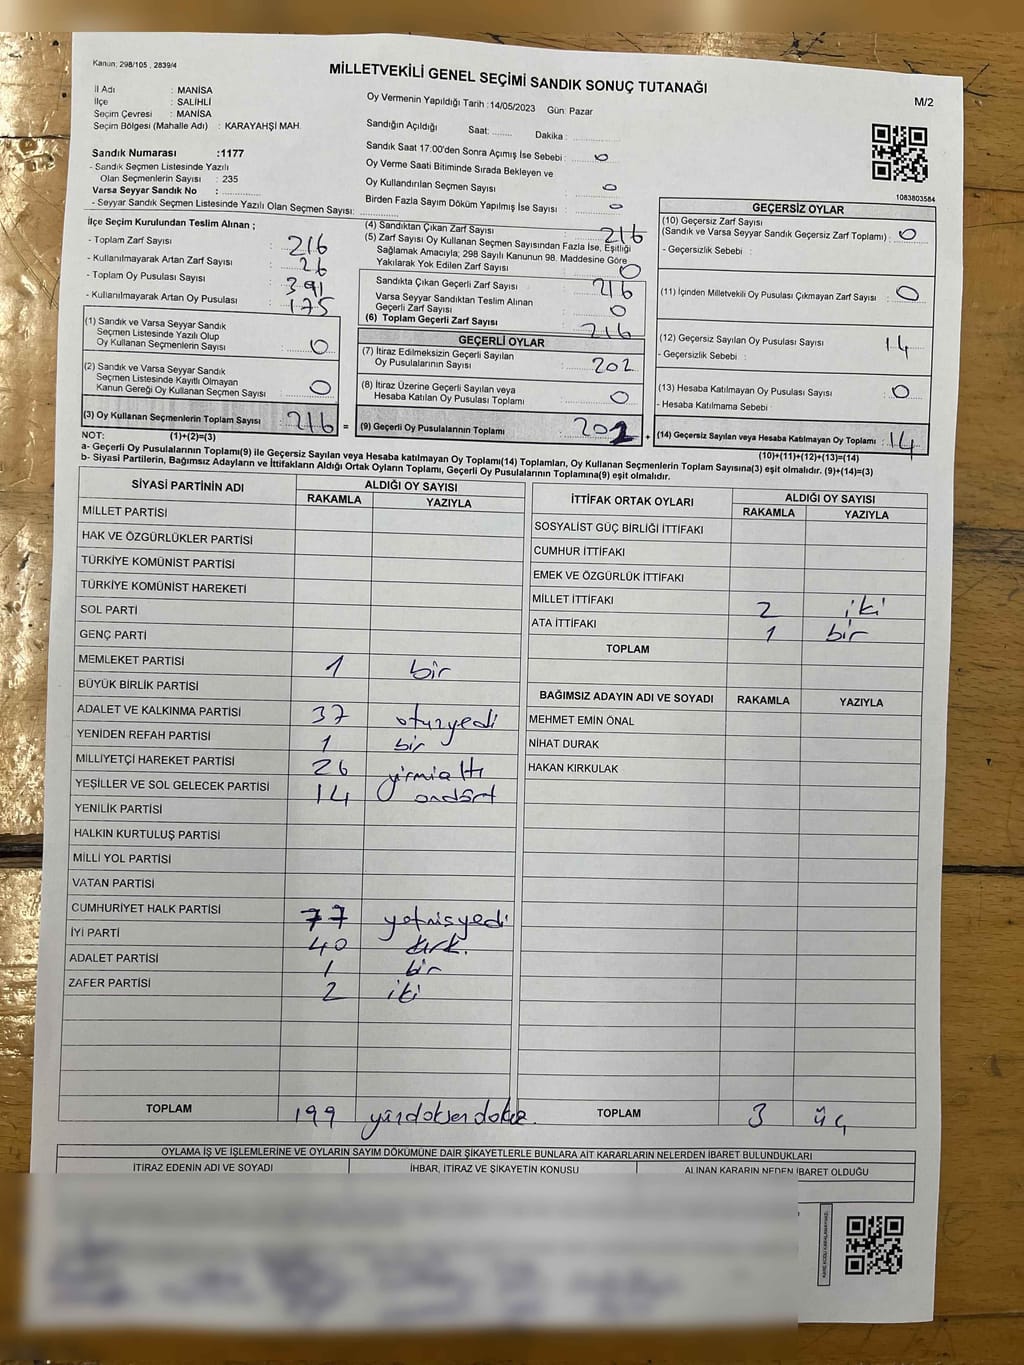 Kanun; 298/105 , 2839/4
MİLLETVEKİLİ GENEL SEÇİMİ SANDIK SONUÇ TUTANAĞI
M/2
İl Adı : MANİSA
İlçe : SALİHLİ
Seçim Çevresi : MANİSA
Seçim Bölgesi (Mahalle Adı) : KARAYAHŞİ MAH.
Oy Vermenin Yapıldığı Tarih : 14/05/2023 Gün: Pazar
Sandığın Açıldığı Saat: ........ Dakika : ................
Sandık Saat 17:00'den Sonra Açımış İse Sebebi : 0
Oy Verme Saati Bitiminde Sırada Bekleyen ve
Oy Kullandırılan Seçmen Sayısı : 0
Birden Fazla Sayım Döküm Yapılmış İse Sayısı : 0
Sandık Numarası :1177
- Sandık Seçmen Listesinde Yazılı
Olan Seçmenlerin Sayısı : 235
Varsa Seyyar Sandık No : ................
- Seyyar Sandık Seçmen Listesinde Yazılı Olan Seçmen Sayısı: ................
1083803584
İlçe Seçim Kurulundan Teslim Alınan ;
- Toplam Zarf Sayısı : 216
- Kullanılmayarak Artan Zarf Sayısı : 26
- Toplam Oy Pusulası Sayısı : 391
- Kullanılmayarak Artan Oy Pusulası : 175
(1) Sandık ve Varsa Seyyar Sandık
Seçmen Listesinde Yazılı Olup
Oy Kullanan Seçmenlerin Sayısı : 0
(2) Sandık ve Varsa Seyyar Sandık
Seçmen Listesinde Kayıtlı Olmayan
Kanun Gereği Oy Kullanan Seçmen Sayısı : 0
(3) Oy Kullanan Seçmenlerin Toplam Sayısı : 216 =
(4) Sandıktan Çıkan Zarf Sayısı : 216
(5) Zarf Sayısı Oy Kullanan Seçmen Sayısından Fazla İse, Eşitliği
Sağlamak Amacıyla; 298 Sayılı Kanunun 98. Maddesine Göre
Yakılarak Yok Edilen Zarf Sayısı : 0
Sandıkta Çıkan Geçerli Zarf Sayısı : 216
Varsa Seyyar Sandıktan Teslim Alınan
Geçerli Zarf Sayısı : 0
(6) Toplam Geçerli Zarf Sayısı : 216
GEÇERLİ OYLAR
(7) İtiraz Edilmeksizin Geçerli Sayılan
Oy Pusulalarının Sayısı : 202
(8) İtiraz Üzerine Geçerli Sayılan veya
Hesaba Katılan Oy Pusulası Toplamı : 0
(9) Geçerli Oy Pusulalarının Toplamı : 202 +
GEÇERSİZ OYLAR
(10) Geçersiz Zarf Sayısı
(Sandık ve Varsa Seyyar Sandık Geçersiz Zarf Toplamı) : 0
- Geçersizlik Sebebi :
(11) İçinden Milletvekili Oy Pusulası Çıkmayan Zarf Sayısı : 0
(12) Geçersiz Sayılan Oy Pusulası Sayısı : 14
- Geçersizlik Sebebi :
(13) Hesaba Katılmayan Oy Pusulası Sayısı : 0
- Hesaba Katılmama Sebebi :
(14) Geçersiz Sayılan veya Hesaba Katılmayan Oy Toplamı : 14
NOT: (1)+(2)=(3) (10)+(11)+(12)+(13)=(14)
a- Geçerli Oy Pusulalarının Toplamı(9) ile Geçersiz Sayılan veya Hesaba Katılmayan Oy Toplamı(14) Toplamları, Oy Kullanan Seçmenlerin Toplam Sayısına(3) eşit olmalıdır. (9)+(14)=(3)
b- Siyasi Partilerin, Bağımsız Adayların ve İttifakların Aldığı Ortak Oyların Toplamı, Geçerli Oy Pusulalarının Toplamına(9) eşit olmalıdır.
SİYASİ PARTİNİN ADI ALDIĞI OY SAYISI
RAKAMLA YAZIYLA
MİLLET PARTİSİ
HAK VE ÖZGÜRLÜKLER PARTİSİ
TÜRKİYE KOMÜNİST PARTİSİ
TÜRKİYE KOMÜNİST HAREKETİ
SOL PARTİ
GENÇ PARTİ
MEMLEKET PARTİSİ 1 bir
BÜYÜK BİRLİK PARTİSİ
ADALET VE KALKINMA PARTİSİ 37 otuzyedi
YENİDEN REFAH PARTİSİ 1 bir
MİLLİYETÇİ HAREKET PARTİSİ 26 yirmialtı
YEŞİLLER VE SOL GELECEK PARTİSİ 14 ondört
YENİLİK PARTİSİ
HALKIN KURTULUŞ PARTİSİ
MİLLİ YOL PARTİSİ
VATAN PARTİSİ
CUMHURİYET HALK PARTİSİ 77 yetmişyedi
İYİ PARTİ 40 kırk.
ADALET PARTİSİ 1 bir
ZAFER PARTİSİ 2 iki
TOPLAM 199 yüzdoksandokuz.
İTTİFAK ORTAK OYLARI ALDIĞI OY SAYISI
RAKAMLA YAZIYLA
SOSYALİST GÜÇ BİRLİĞİ İTTİFAKI
CUMHUR İTTİFAKI
EMEK VE ÖZGÜRLÜK İTTİFAKI
MİLLET İTTİFAKI 2 iki
ATA İTTİFAKI 1 bir
TOPLAM
BAĞIMSIZ ADAYIN ADI VE SOYADI RAKAMLA YAZIYLA
MEHMET EMİN ÖNAL
NİHAT DURAK
HAKAN KIRKULAK
TOPLAM 3 üç
OYLAMA İŞ VE İŞLEMLERİNE VE OYLARIN SAYIM DÖKÜMÜNE DAİR ŞİKAYETLERLE BUNLARA AİT KARARLARIN NELERDEN İBARET BULUNDUKLARI
İTİRAZ EDENİN ADI VE SOYADI İHBAR, İTİRAZ VE ŞİKAYETİN KONUSU ALINAN KARARIN NEDEN İBARET OLDUĞU